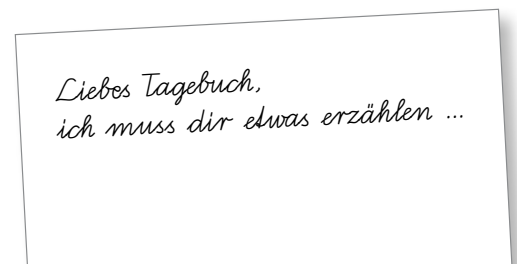 Liebes Tagebuch,
ich muss dir etwas erzählen ...